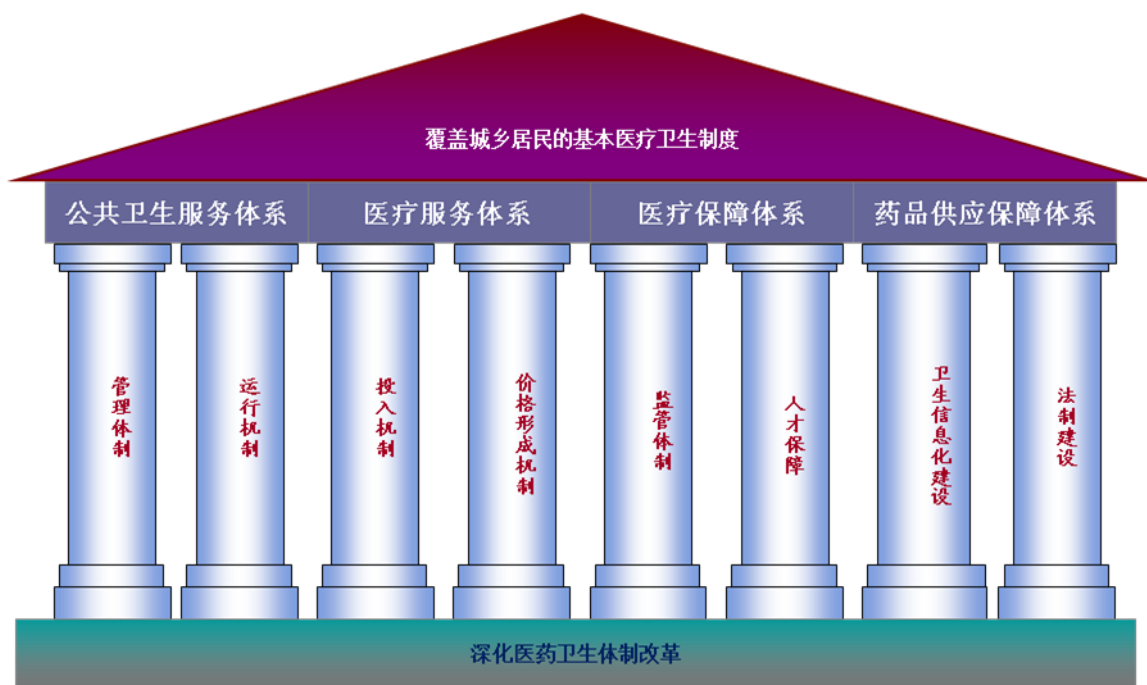 覆盖城乡居民的基本医疗卫生制度
公共卫生服务体系
医疗服务体系
医疗保障体系
药品供应保障体系
管理体制
运行机制
投入机制
价格形成机制
监管体制
人才保障
卫生信息化建设
法制建设
深化医药卫生体制改革